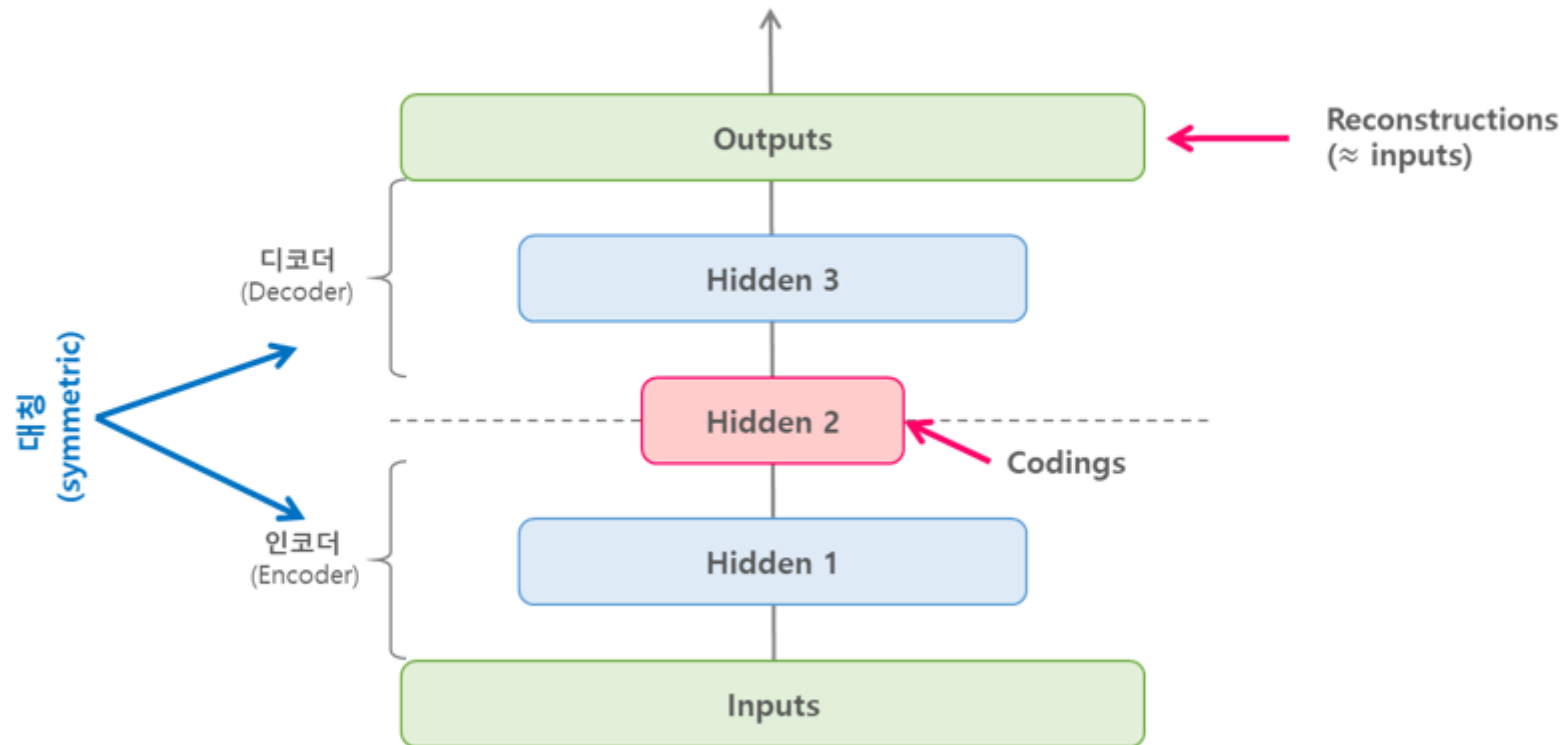 Outputs
Reconstructions
(≈ inputs)
디코더
(Decoder)
Hidden 3
대칭
(symmetric)
Hidden 2
Codings
인코더
(Encoder)
Hidden 1
Inputs